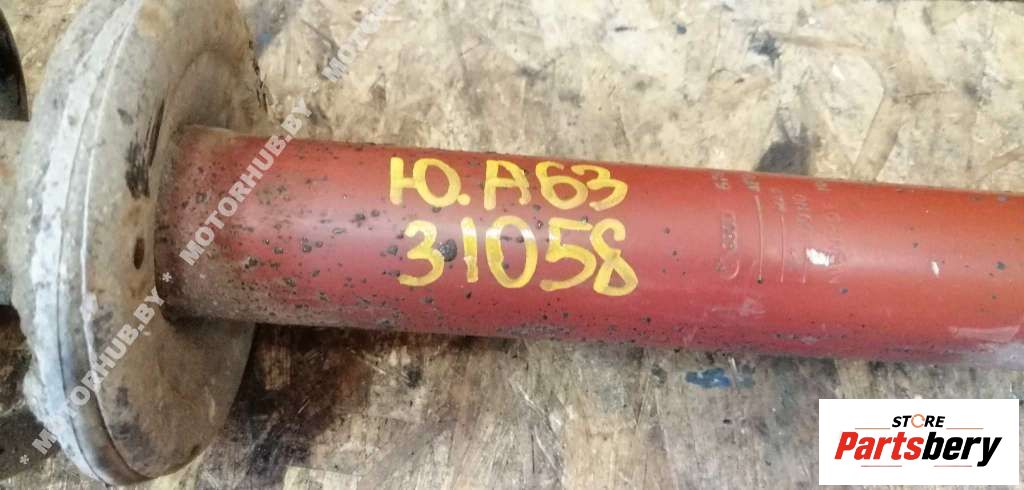 MOTORHUB.BY
* MOTORHUB.BY * MOTORHUB.BY
Ю.А63
31058
STORE
Partsbery